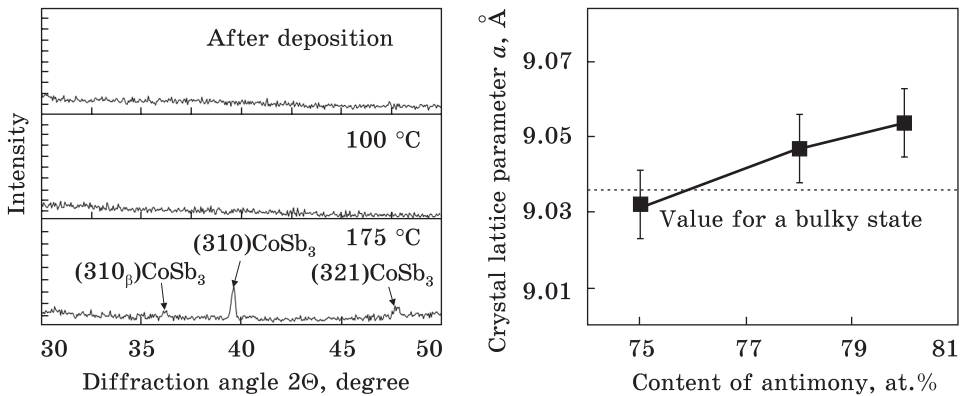 After deposition
100 °C
175 °C
(310)CoSb₃
(310ᵦ)CoSb₃
(321)CoSb₃
Intensity
30 35 40 45 50
Diffraction angle 2Θ, degree
Crystal lattice parameter a, Å
9.07
9.05
9.03
9.01
Value for a bulky state
75 77 79 81
Content of antimony, at.%